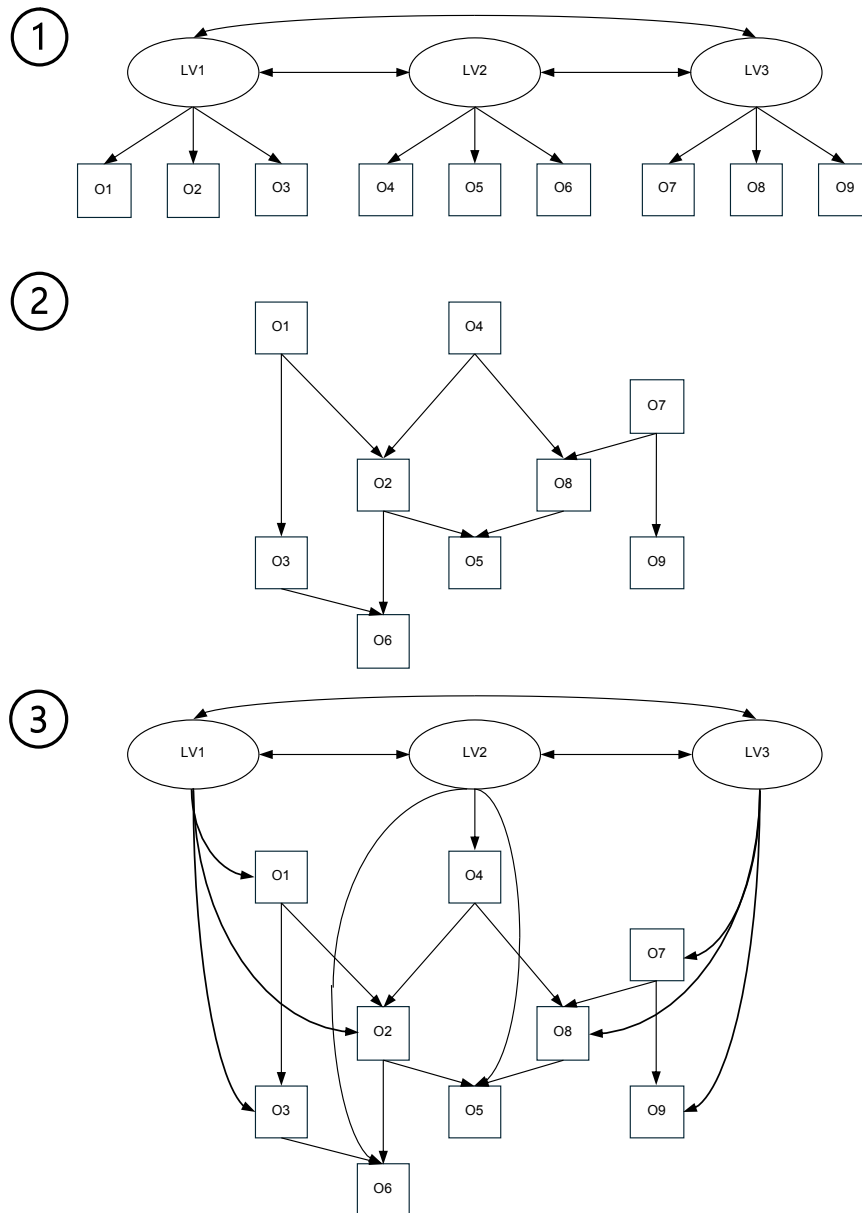 1
LV1 LV2 LV3
O1 O2 O3 O4 O5 O6 O7 O8 O9
2
O1 O4
O7
O2 O8
O3 O5 O9
O6
3
LV1 LV2 LV3
O1 O4
O7
O2 O8
O3 O5 O9
O6